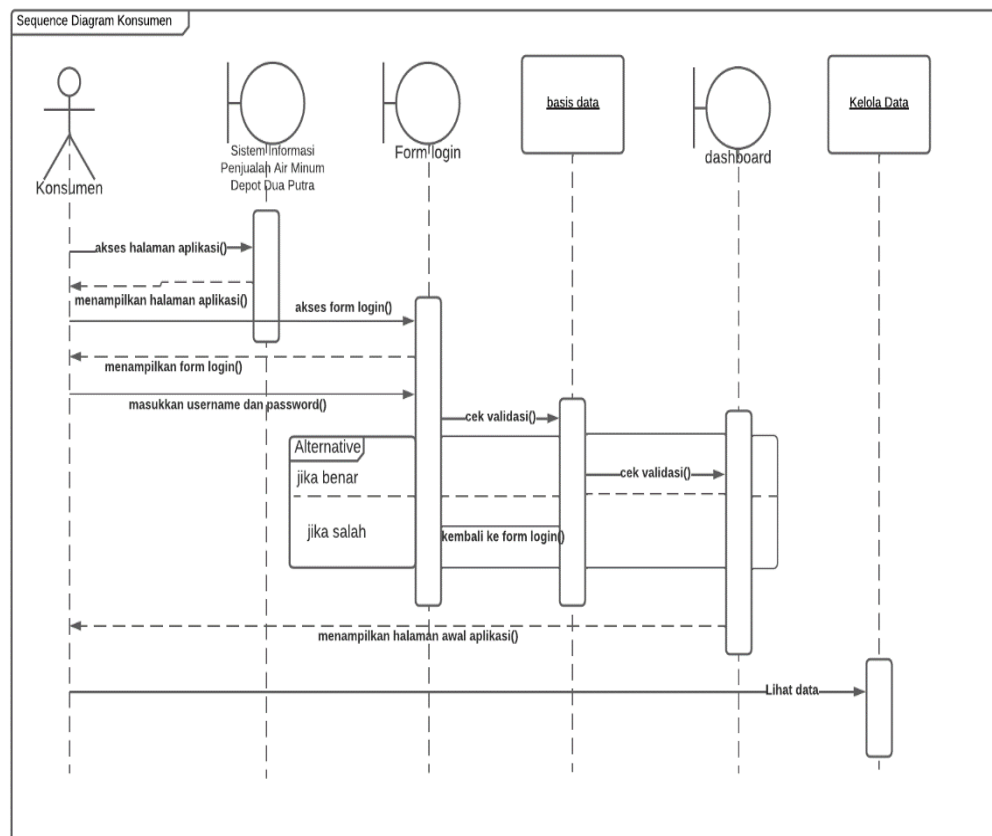 Sequence Diagram Konsumen
Konsumen
Sistem Informasi
Penjualan Air Minum
Depot Dua Putra
Form login
basis data
dashboard
Kelola Data
akses halaman aplikasi()
menampilkan halaman aplikasi()
akses form login()
menampilkan form login()
masukkan username dan password()
cek validasi()
Alternative
jika benar
cek validasi()
jika salah
kembali ke form login()
menampilkan halaman awal aplikasi()
Lihat data